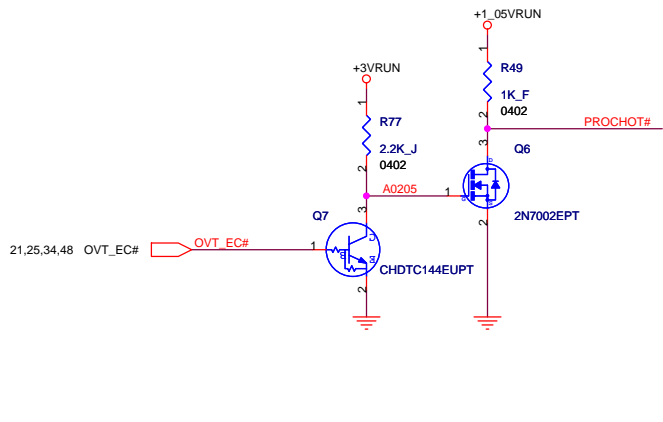 +1_05VRUN
1
R49
1K_F
0402
2
+3VRUN
1
R77
2.2K_J
0402
2
PROCHOT#
3
Q6
A0205
1
2N7002EPT
2
3
Q7
21,25,34,48 OVT_EC#
OVT_EC#
1
C
B
E
CHDTC144EUPT
2